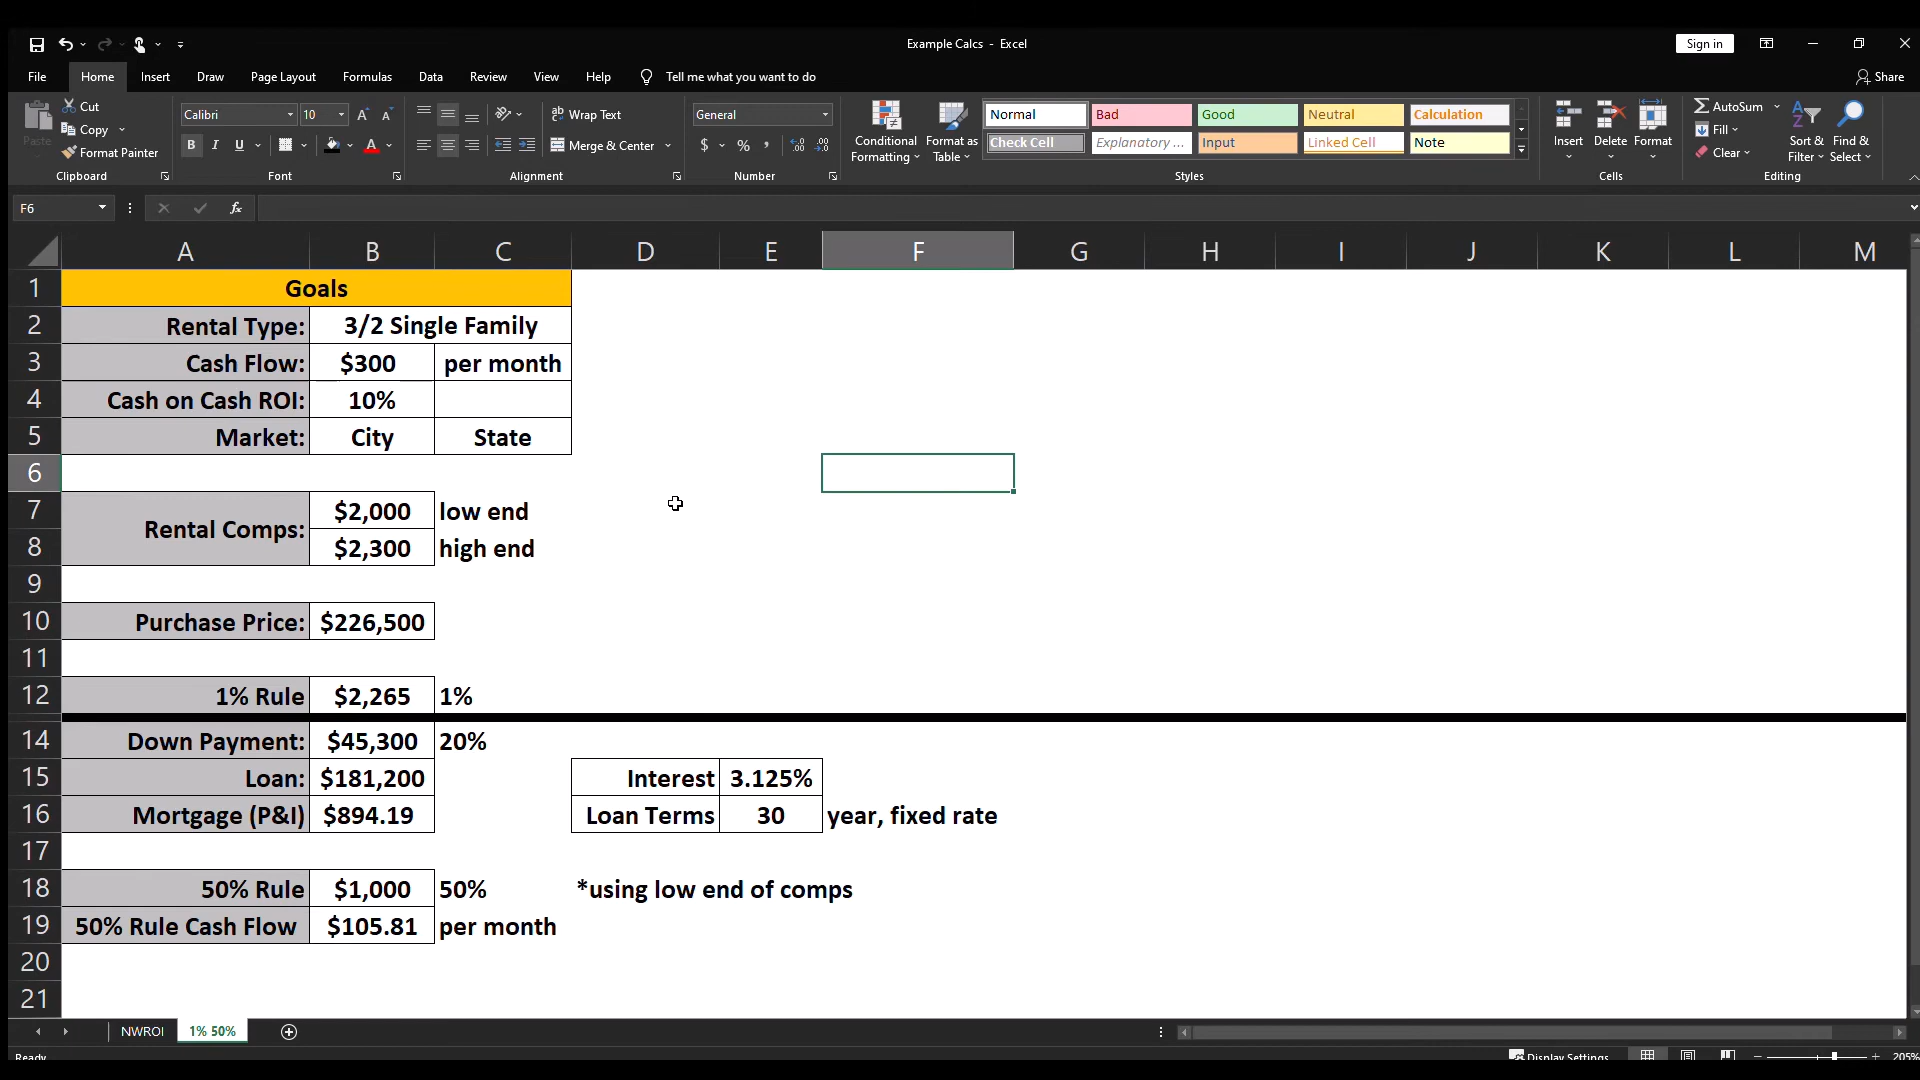 Example Calcs - Excel
Sign in
File Home Insert Draw Page Layout Formulas Data Review View Help Tell me what you want to do Share
Paste
Cut
Copy
Format Painter
Clipboard
Calibri 10
B I U
Font
Wrap Text
Merge & Center
Alignment
General
$ % ,
Number
Conditional Formatting
Format as Table
Normal Bad Good Neutral Calculation
Check Cell Explanatory ... Input Linked Cell Note
Styles
Insert Delete Format
Cells
AutoSum
Fill
Clear
Sort & Filter
Find & Select
Editing
F6 fx
A B C D E F G H I J K L M
1 Goals
2 Rental Type: 3/2 Single Family
3 Cash Flow: $300 per month
4 Cash on Cash ROI: 10%
5 Market: City State
6
7 Rental Comps: $2,000 low end
8 $2,300 high end
9
10 Purchase Price: $226,500
11
12 1% Rule $2,265 1%
14 Down Payment: $45,300 20%
15 Loan: $181,200 Interest 3.125%
16 Mortgage (P&I) $894.19 Loan Terms 30 year, fixed rate
17
18 50% Rule $1,000 50% *using low end of comps
19 50% Rule Cash Flow $105.81 per month
20
21
NWROI 1% 50%
Ready Display Settings 205%